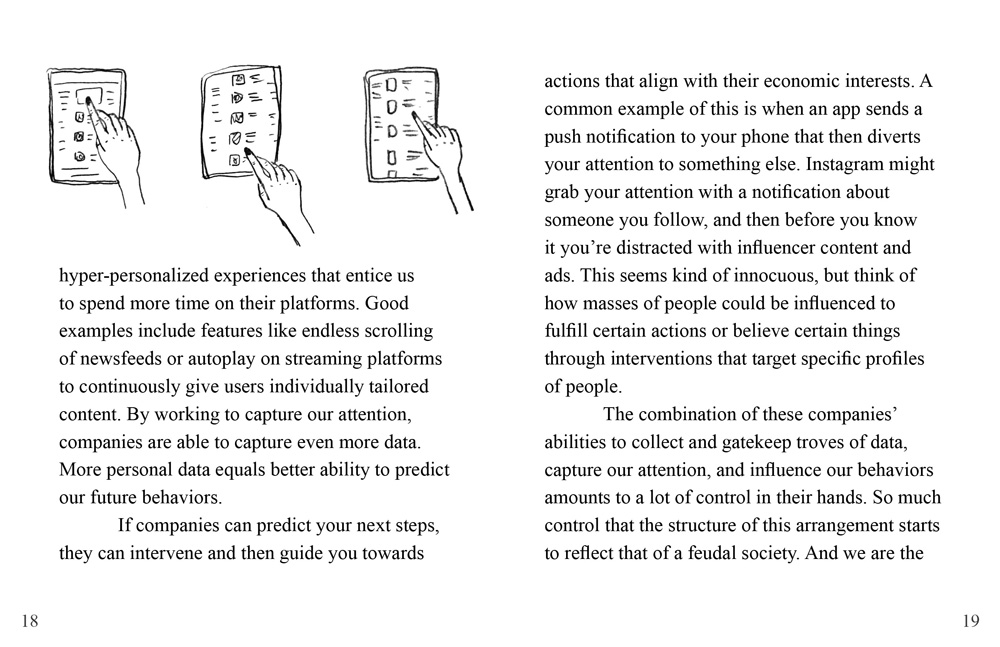 hyper-personalized experiences that entice us
to spend more time on their platforms. Good
examples include features like endless scrolling
of newsfeeds or autoplay on streaming platforms
to continuously give users individually tailored
content. By working to capture our attention,
companies are able to capture even more data.
More personal data equals better ability to predict
our future behaviors.
If companies can predict your next steps,
they can intervene and then guide you towards
18
actions that align with their economic interests. A
common example of this is when an app sends a
push notification to your phone that then diverts
your attention to something else. Instagram might
grab your attention with a notification about
someone you follow, and then before you know
it you’re distracted with influencer content and
ads. This seems kind of innocuous, but think of
how masses of people could be influenced to
fulfill certain actions or believe certain things
through interventions that target specific profiles
of people.
The combination of these companies’
abilities to collect and gatekeep troves of data,
capture our attention, and influence our behaviors
amounts to a lot of control in their hands. So much
control that the structure of this arrangement starts
to reflect that of a feudal society. And we are the
19